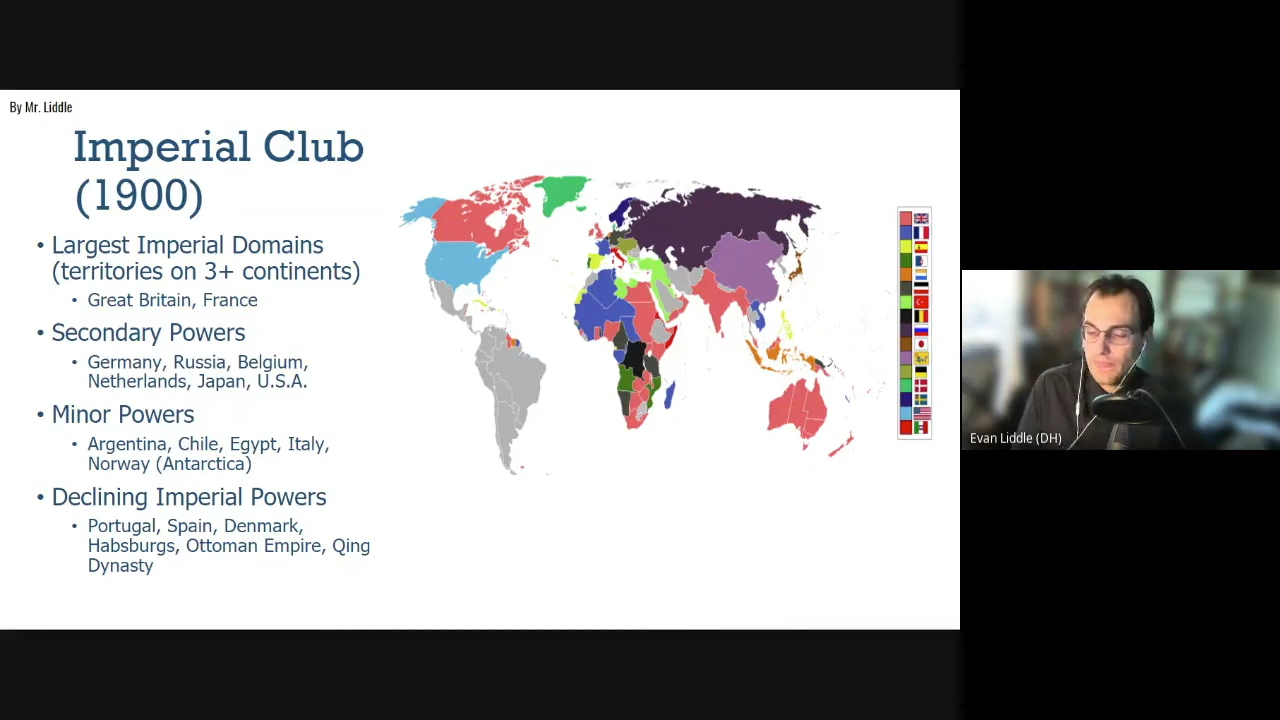 By Mr. Liddle
Imperial Club
(1900)
• Largest Imperial Domains
(territories on 3+ continents)
• Great Britain, France
• Secondary Powers
• Germany, Russia, Belgium,
Netherlands, Japan, U.S.A.
• Minor Powers
• Argentina, Chile, Egypt, Italy,
Norway (Antarctica)
• Declining Imperial Powers
• Portugal, Spain, Denmark,
Habsburgs, Ottoman Empire, Qing
Dynasty
Evan Liddle (DH)